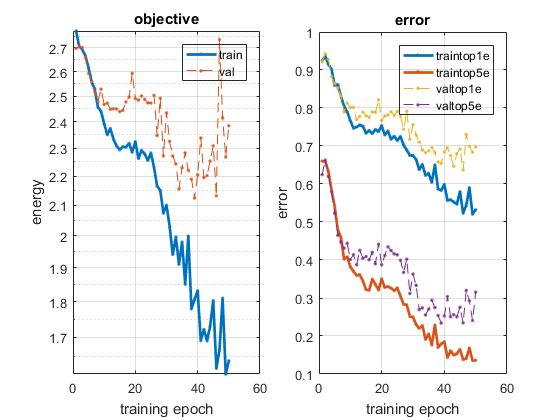 objective
energy
2.7
2.6
2.5
2.4
2.3
2.2
2.1
2
1.9
1.8
1.7
0
20
40
60
training epoch
train
val
error
error
1
0.9
0.8
0.7
0.6
0.5
0.4
0.3
0.2
0.1
0
20
40
60
training epoch
traintop1e
traintop5e
valtop1e
valtop5e